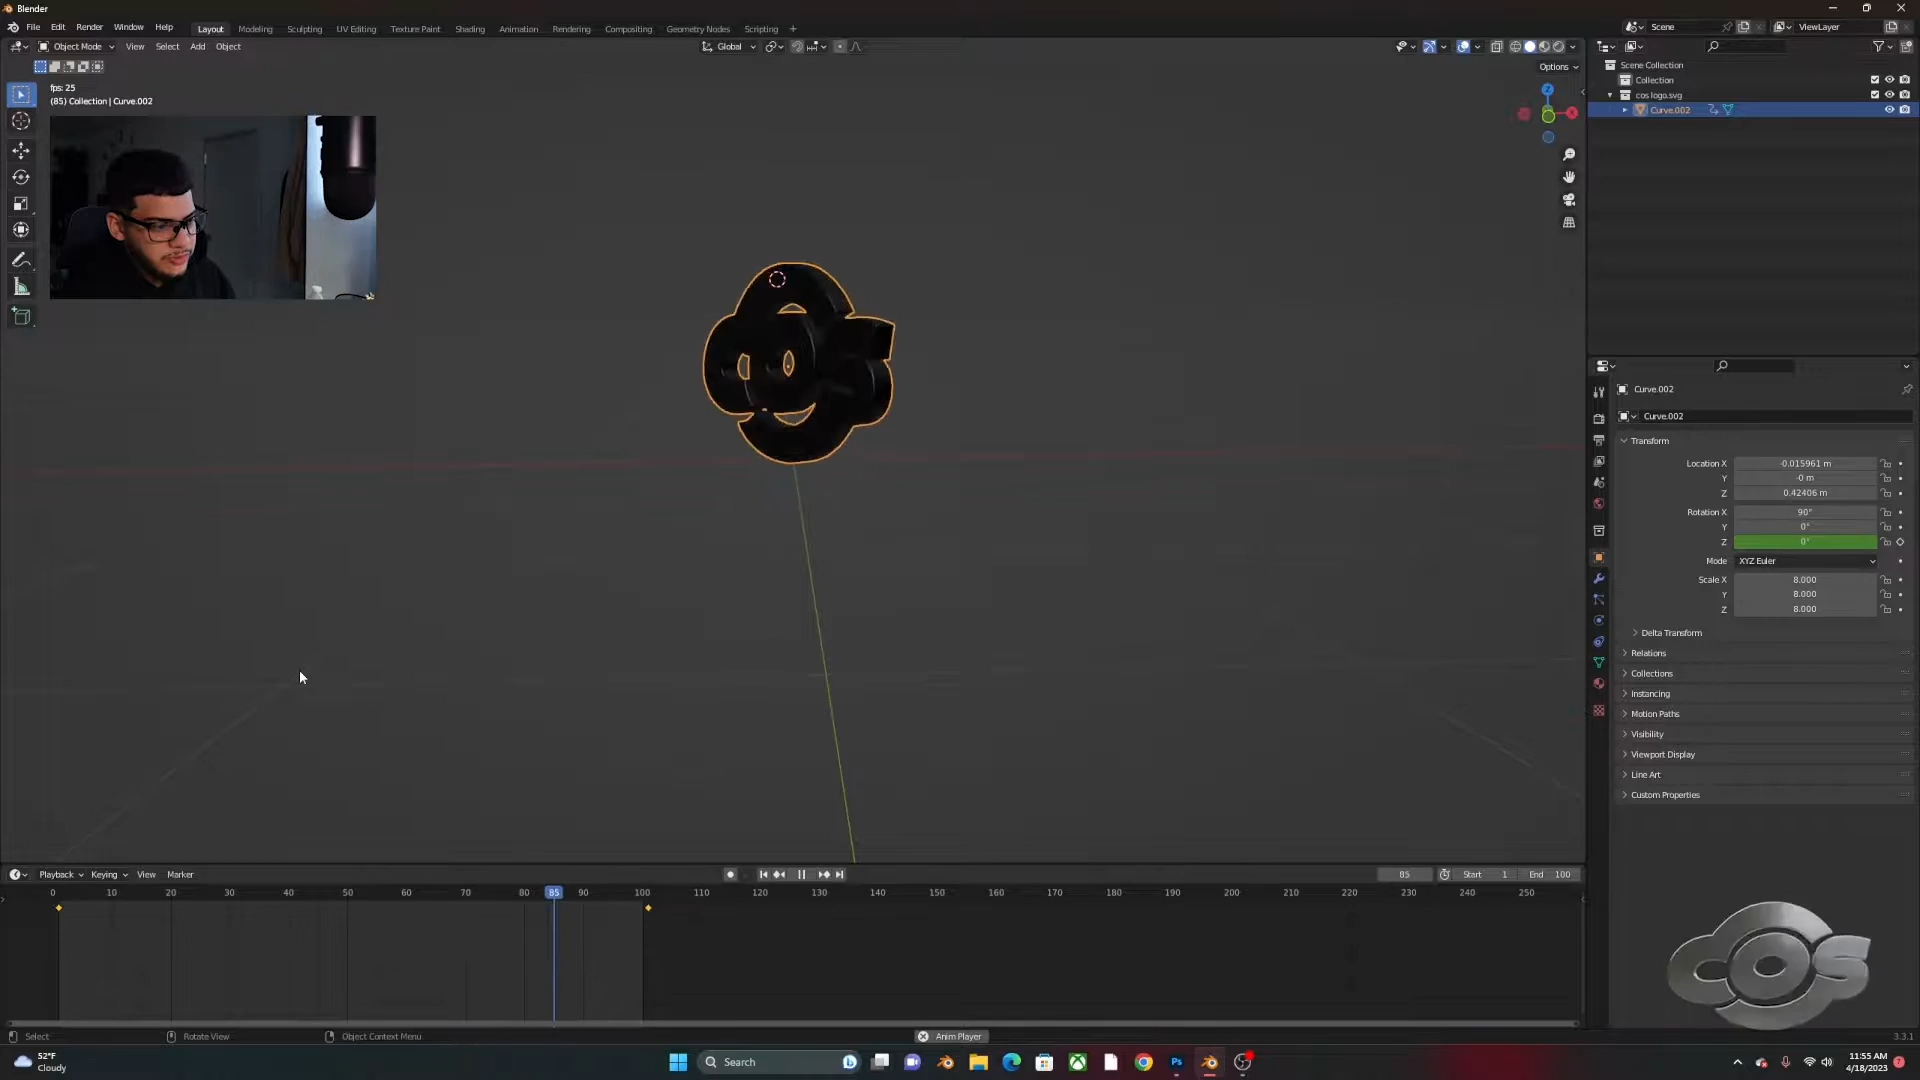 Blender
File Edit Render Window Help Layout Modeling Sculpting UV Editing Texture Paint Shading Animation Rendering Compositing Geometry Nodes Scripting + Scene ViewLayer
Object Mode View Select Add Object Global
Options
fps: 25
(85) Collection | Curve.002
Z
X
Scene Collection
Collection
cos logo.svg
Curve.002
Curve.002
Curve.002
Transform
Location X -0.015961 m
Y -0 m
Z 0.42406 m
Rotation X 90°
Y 0°
Z 0°
Mode XYZ Euler
Scale X 8.000
Y 8.000
Z 8.000
Delta Transform
Relations
Collections
Instancing
Motion Paths
Visibility
Viewport Display
Line Art
Custom Properties
Playback Keying View Marker 85 Start 1 End 100
0 10 20 30 40 50 60 70 80 85 90 100 110 120 130 140 150 160 170 180 190 200 210 220 230 240 250
cos
Select Rotate View Object Context Menu Anim Player 3.3.1
52°F
Cloudy
Search
Ps
11:55 AM
4/18/2023